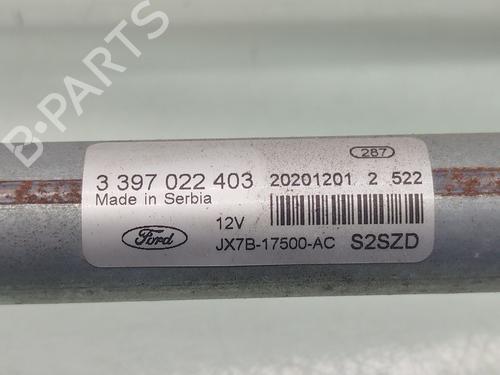 B-PARTS
287
3 397 022 403 20201201 2 522
Made in Serbia
12V
Ford JX7B-17500-AC S2SZD